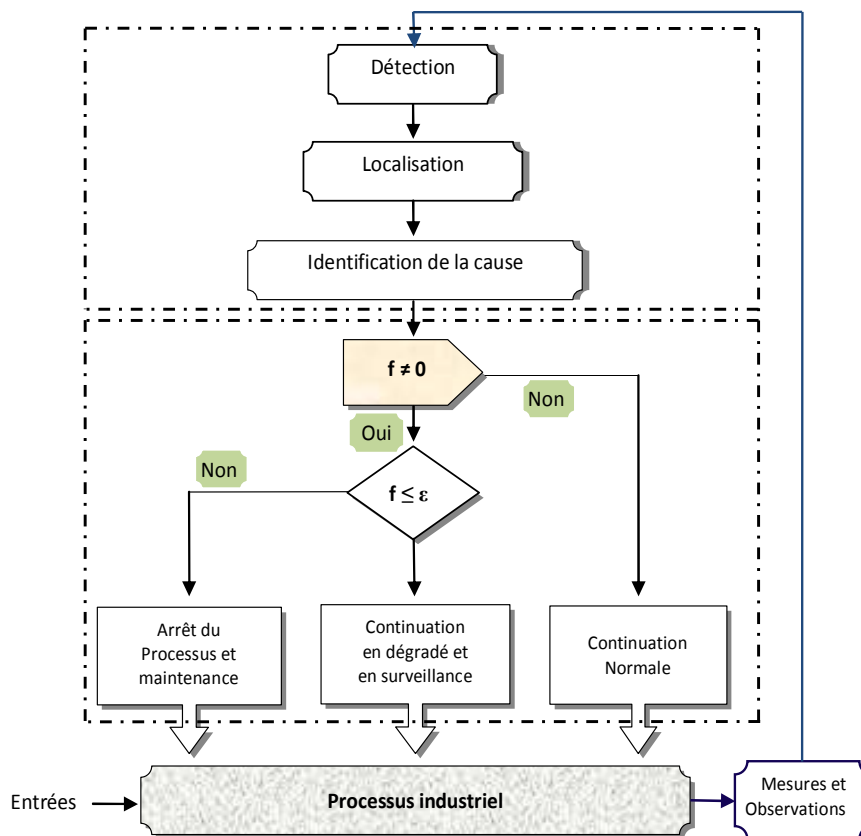 Détection
Localisation
Identification de la cause
f ≠ 0
Non
Oui
Non
f ≤ ε
Arrêt du
Processus et
maintenance
Continuation
en dégradé et
en surveillance
Continuation
Normale
Entrées
Processus industriel
Mesures et
Observations